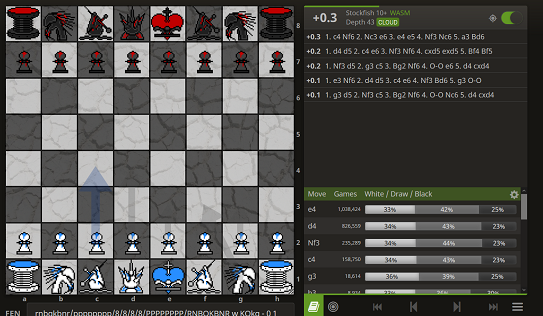 +0.3 Stockfish 10+ WASM
Depth 43 CLOUD
+0.3 1. c4 Nf6 2. Nc3 e6 3. e4 e5 4. Nf3 Nc6 5. a3 Bd6
+0.2 1. d4 d5 2. c4 e6 3. Nf3 Nf6 4. cxd5 exd5 5. Bf4 Bf5
+0.2 1. Nf3 d5 2. g3 c5 3. Bg2 Nf6 4. O-O e6 5. d4 cxd4
+0.1 1. e3 Nf6 2. d4 d5 3. c4 e6 4. Nf3 Bd6 5. g3 O-O
+0.1 1. g3 d5 2. Nf3 c5 3. Bg2 Nf6 4. O-O Nc6 5. d4 cxd4
8
7
6
5
4
3
2
1
a b c d e f g h
Move Games White / Draw / Black
e4 1,038,424 33% 42% 25%
d4 826,559 34% 43% 23%
Nf3 235,289 34% 44% 23%
c4 158,750 34% 43% 23%
g3 18,614 36% 39% 25%
b3
FEN rnbqkbnr/pppppppp/8/8/8/8/PPPPPPPP/RNBQKBNR w KQkq - 0 1